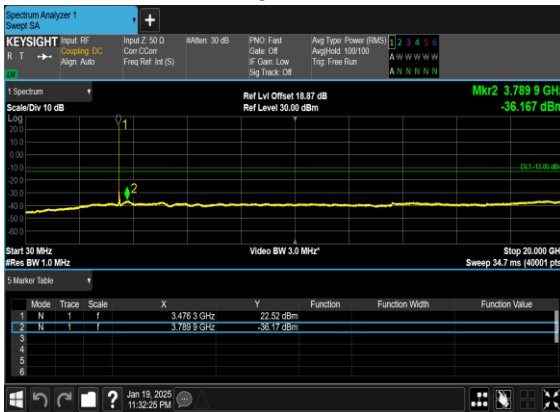 Spectrum Analyzer 1
Swept SA
KEYSIGHT Input: RF Input Z: 50 Ω #Atten: 30 dB PNO: Fast Avg Type: Power (RMS) 1 2 3 4 5 6
R T Coupling: DC Corr CCorr Gate: Off Avg|Hold: 100/100 A W W W W W
Align: Auto Freq Ref: Int (S) IF Gain: Low Trig: Free Run
Sig Track: Off A N N N N N
1 Spectrum Ref Lvl Offset 18.87 dB Mkr2 3.789 9 GHz
Scale/Div 10 dB Ref Level 30.00 dBm -36.167 dBm
Log
20.0
10.0
0.00
-10.0
DL1 -13.00 dBm
-20.0
-30.0
-40.0
-50.0
-60.0
1
2
Start 30 MHz Video BW 3.0 MHz* Stop 20.000 GH
#Res BW 1.0 MHz Sweep 34.7 ms (40001 pts
5 Marker Table
Mode Trace Scale X Y Function Function Width Function Value
1 N 1 f 3.476 3 GHz 22.52 dBm
2 N 1 f 3.789 9 GHz -36.17 dBm
3
4
5
6
? Jan 19, 2025
11:32:25 PM